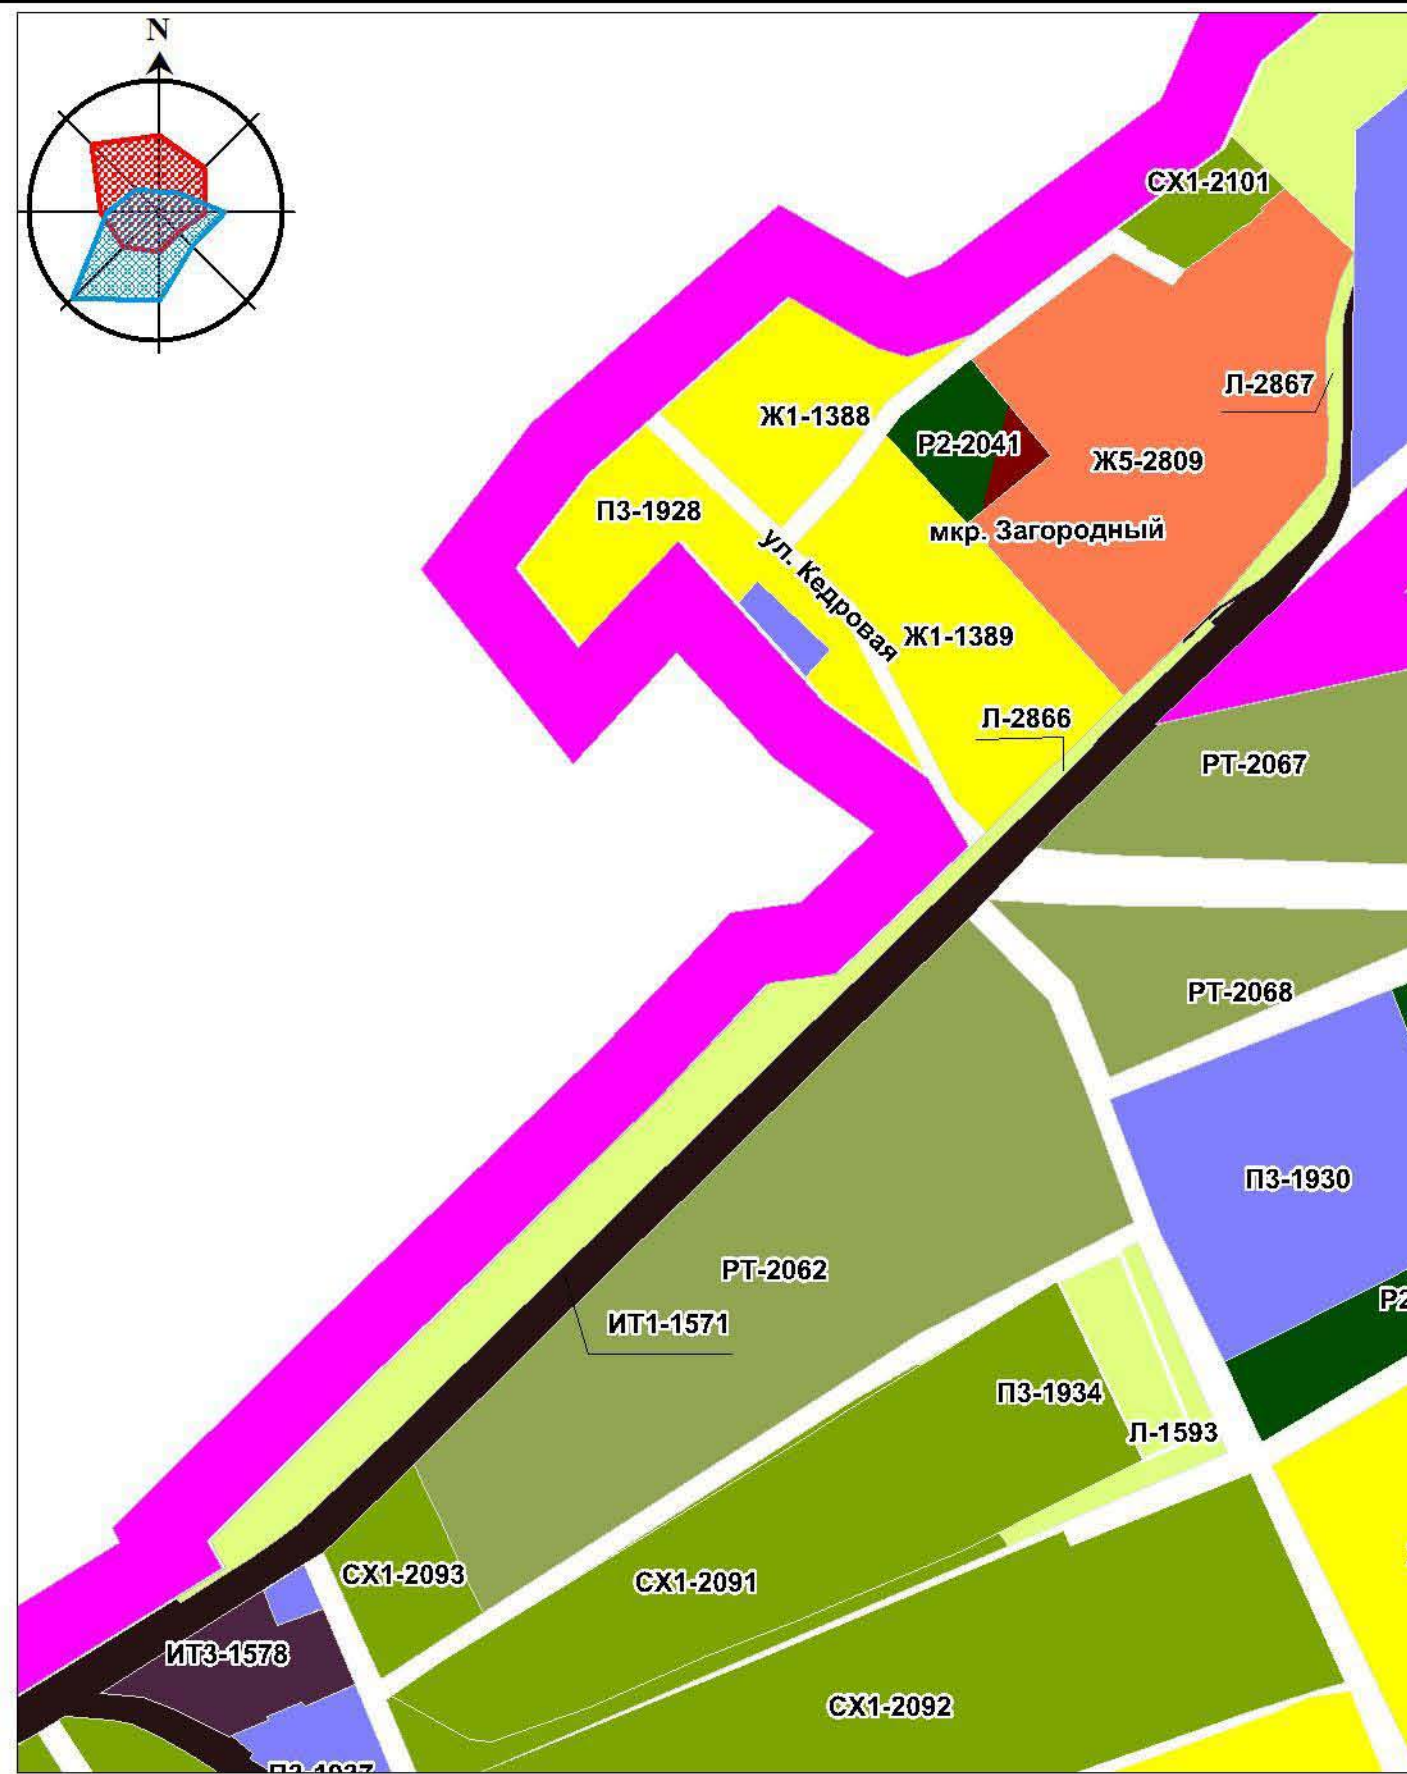 N
СХ1-2101
Л-2867
Ж1-1388
Р2-2041
Ж5-2809
П3-1928
мкр. Загородный
ул. Кедровая
Ж1-1389
Л-2866
РТ-2067
РТ-2068
П3-1930
РТ-2062
Р2
ИТ1-1571
П3-1934
Л-1593
СХ1-2093
СХ1-2091
ИТ3-1578
СХ1-2092